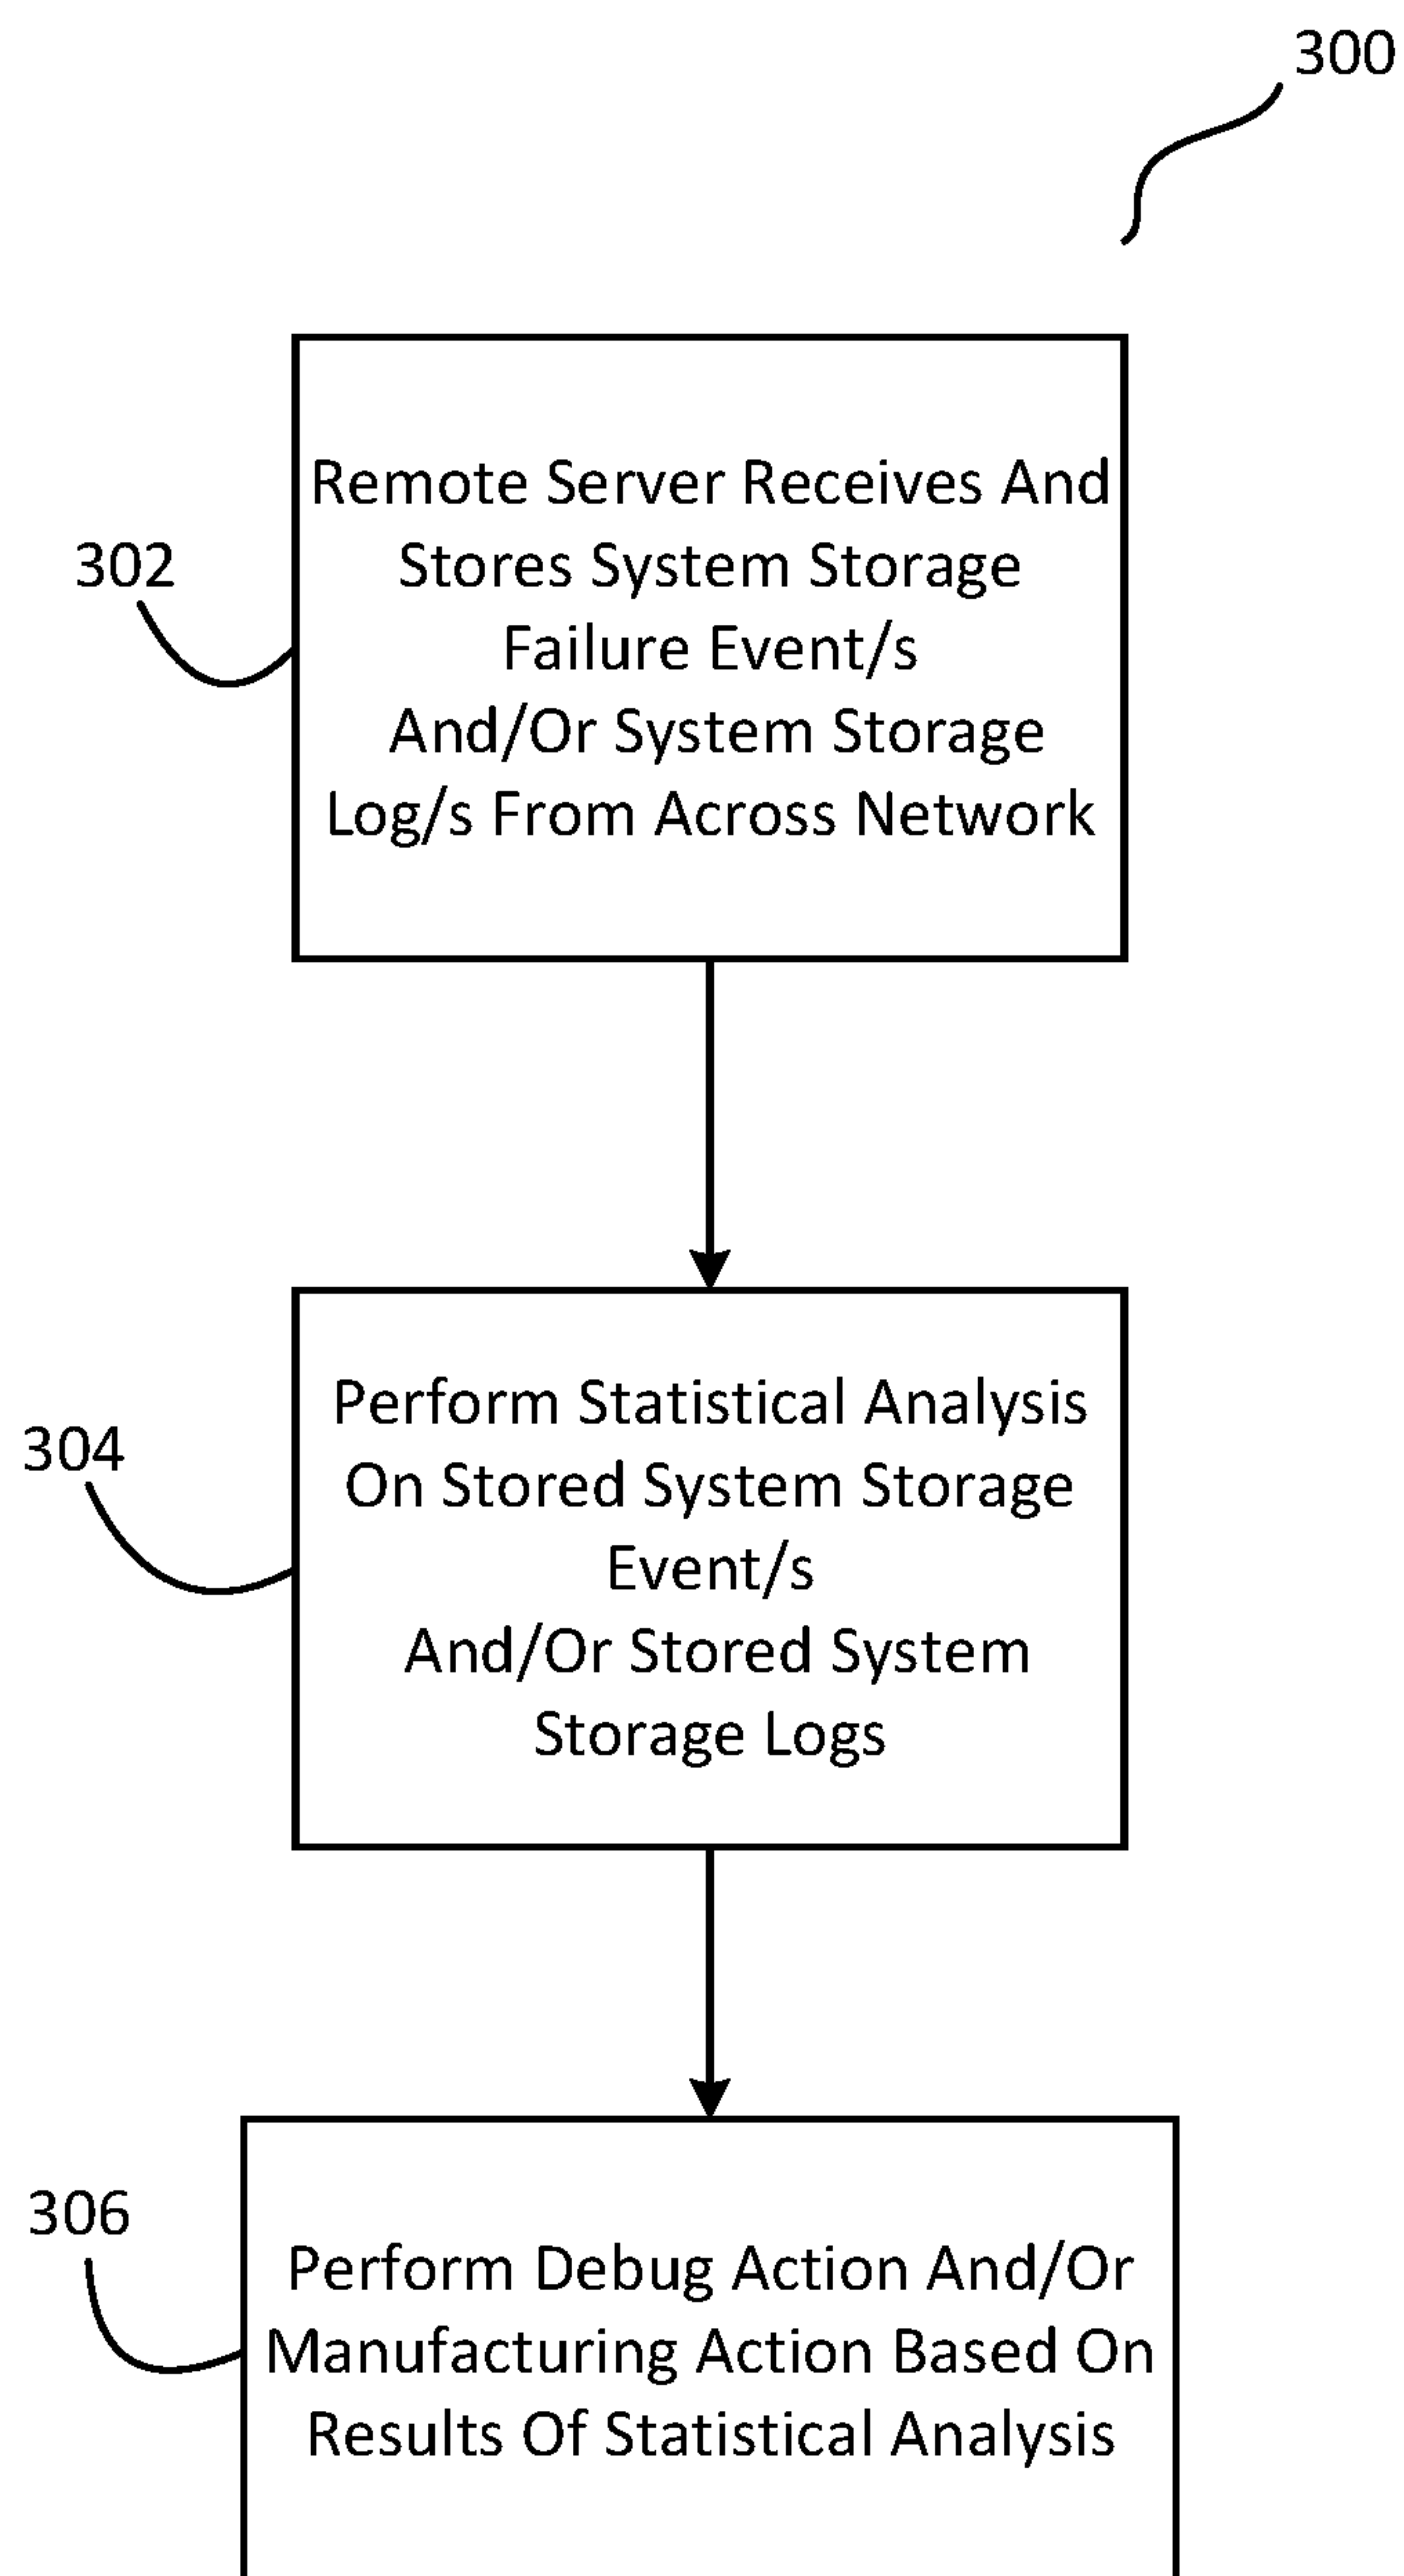 300
302
Remote Server Receives And
Stores System Storage
Failure Event/s
And/Or System Storage
Log/s From Across Network
304
Perform Statistical Analysis
On Stored System Storage
Event/s
And/Or Stored System
Storage Logs
306
Perform Debug Action And/Or
Manufacturing Action Based On
Results Of Statistical Analysis